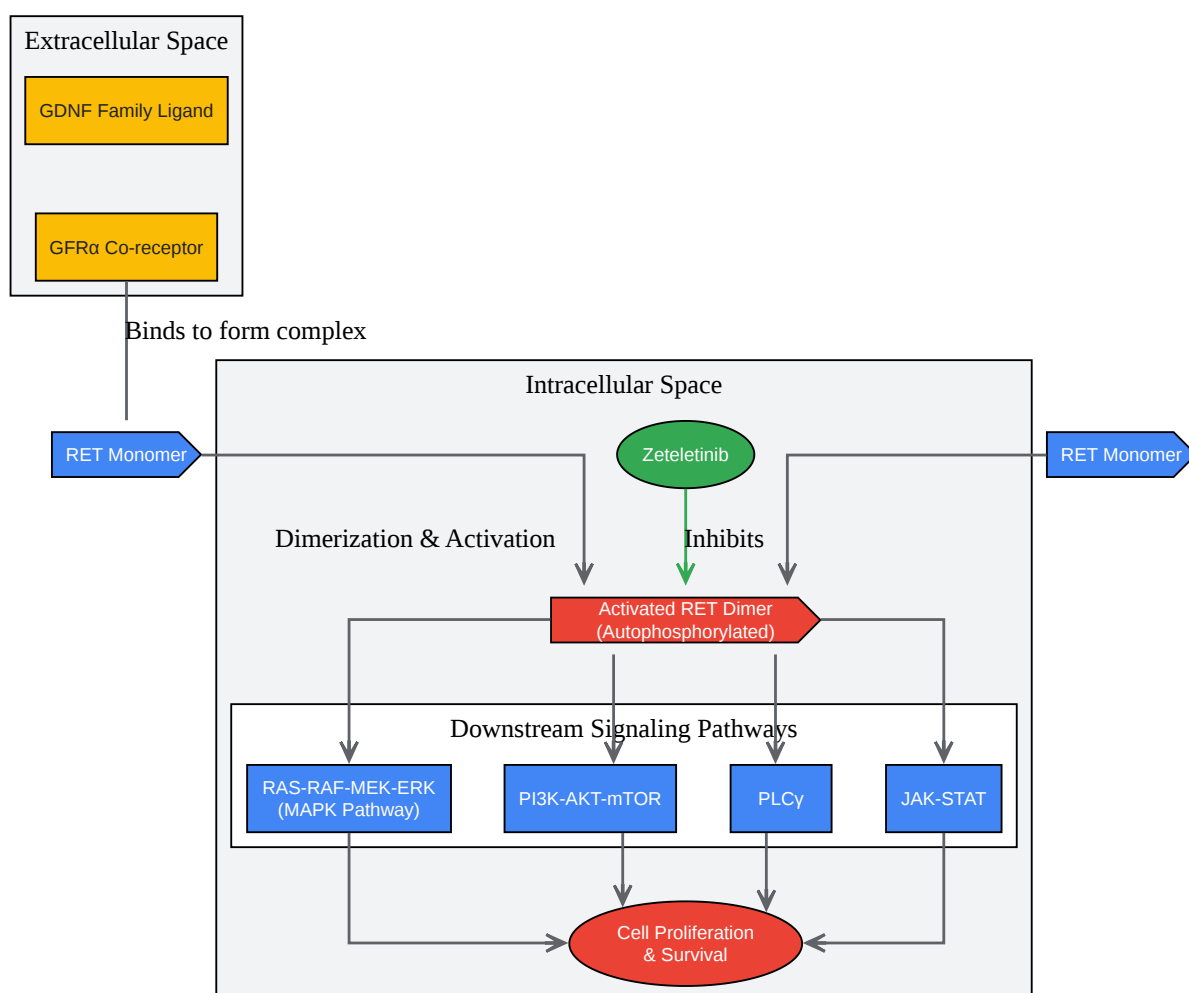 Extracellular Space
GDNF Family Ligand
GFRα Co-receptor
Binds to form complex
Intracellular Space
RET Monomer
Zeteletinib
RET Monomer
Dimerization & Activation
Inhibits
Activated RET Dimer
(Autophosphorylated)
Downstream Signaling Pathways
RAS-RAF-MEK-ERK
(MAPK Pathway)
PI3K-AKT-mTOR
PLCγ
JAK-STAT
Cell Proliferation
& Survival